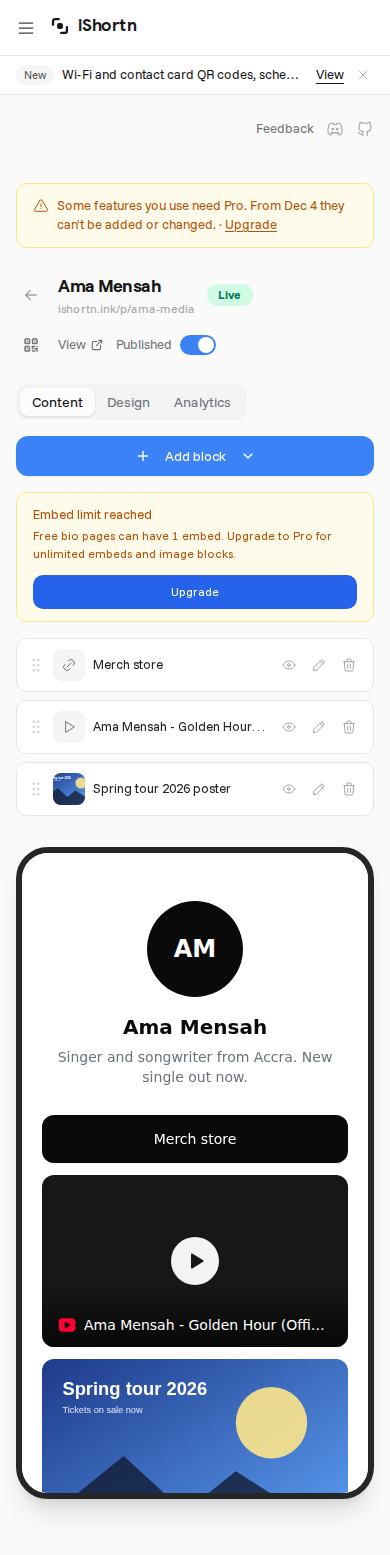 iShortn
New
Wi-Fi and contact card QR codes, sche...
View
Feedback
Some features you use need Pro. From Dec 4 they
can't be added or changed. · Upgrade
Ama Mensah
Live
ishortn.ink/p/ama-media
View
Published
Content
Design
Analytics
Add block
Embed limit reached
Free bio pages can have 1 embed. Upgrade to Pro for
unlimited embeds and image blocks.
Upgrade
Merch store
Ama Mensah - Golden Hour...
Spring tour 2026 poster
AM
Ama Mensah
Singer and songwriter from Accra. New
single out now.
Merch store
Ama Mensah - Golden Hour (Offi...
Spring tour 2026
Tickets on sale now